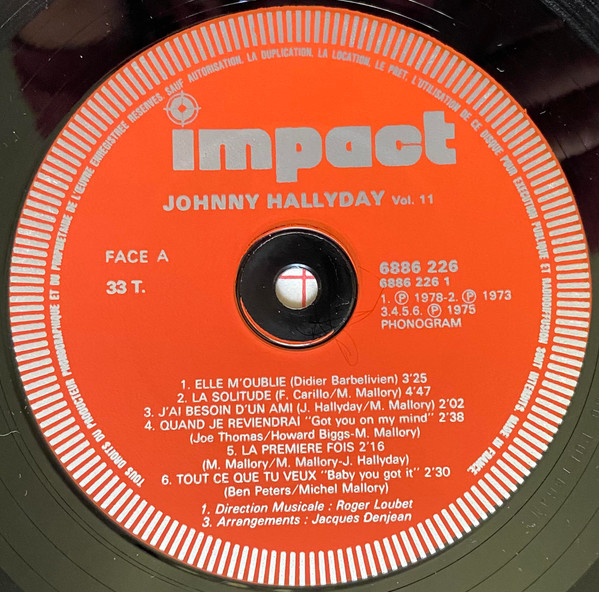 TOUS DROITS DU PRODUCTEUR PHONOGRAPHIQUE ET DU PROPRIETAIRE DE L'ŒUVRE ENREGISTREE RESERVES. SAUF AUTORISATION, LA DUPLICATION, LA LOCATION, LE PRET, L'UTILISATION DE CE DISQUE POUR EXECUTION PUBLIQUE ET RADIODIFFUSION SONT INTERDITS. MADE IN FRANCE.
impact
JOHNNY HALLYDAY Vol. 11
FACE A
33 T.
6886 226
6886 226 1
1. ℗ 1978-2. ℗ 1973
3.4.5.6. ℗ 1975
PHONOGRAM
1. ELLE M'OUBLIE (Didier Barbelivien) 3'25
2. LA SOLITUDE (F. Carillo/M. Mallory) 4'47
3. J'AI BESOIN D'UN AMI (J. Hallyday/M. Mallory) 2'02
4. QUAND JE REVIENDRAI "Got you on my mind" 2'38
(Joe Thomas/Howard Biggs-M. Mallory)
5. LA PREMIERE FOIS 2'16
(M. Mallory/M. Mallory-J. Hallyday)
6. TOUT CE QUE TU VEUX "Baby you got it" 2'30
(Ben Peters/Michel Mallory)
1. Direction Musicale : Roger Loubet
3. Arrangements : Jacques Denjean